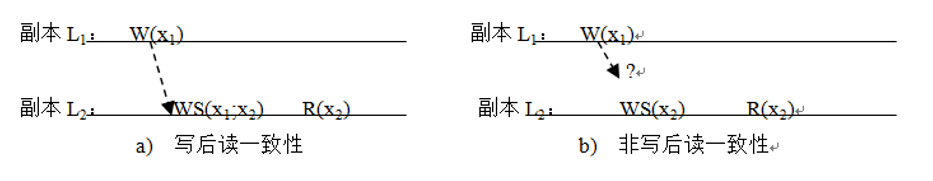 副本 L₁： W(x₁) 副本 L₁： W(x₁)↵
?↵
副本 L₂： WS(x₁;x₂) R(x₂) 副本 L₂： WS(x₂) R(x₂)↵
a) 写后读一致性 b) 非写后读一致性↵